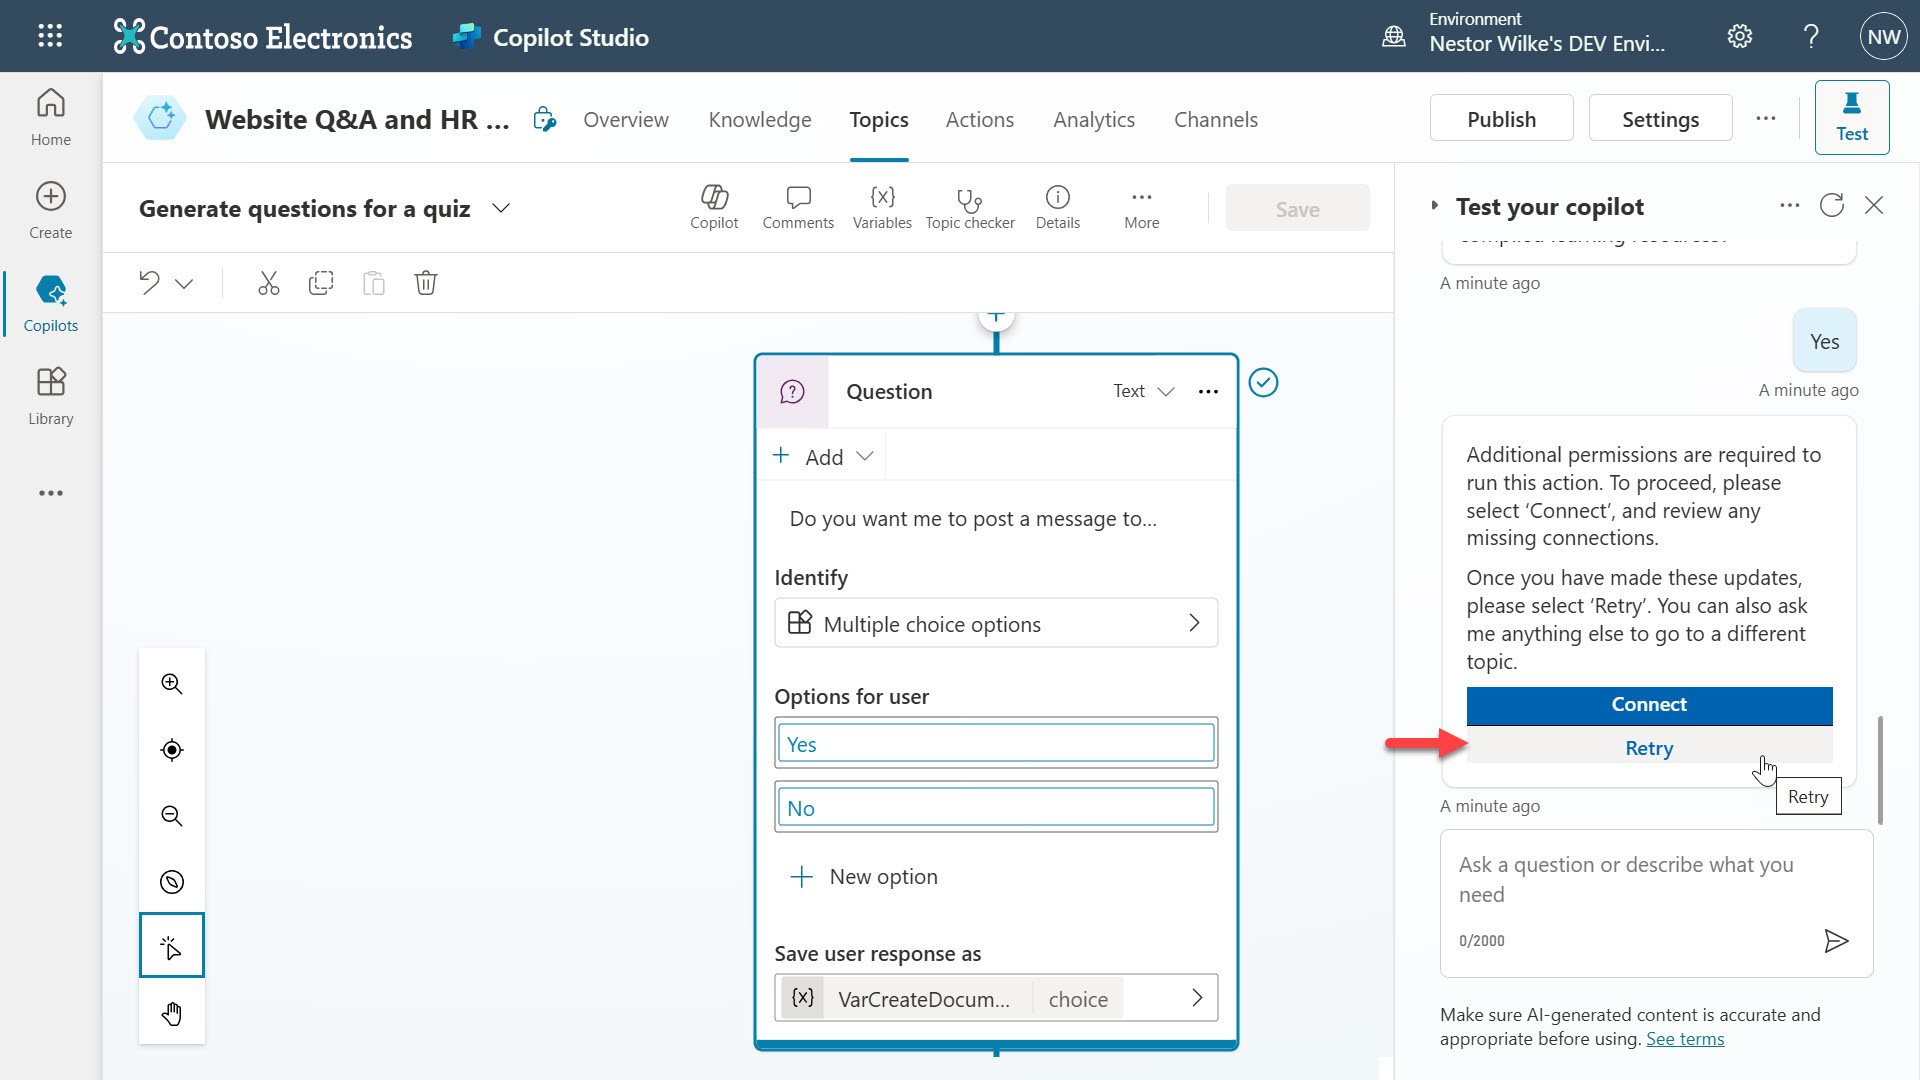 Contoso Electronics
Copilot Studio
Environment
Nestor Wilke's DEV Envi...
NW
Home
Create
Copilots
Library
Website Q&A and HR ...
Overview
Knowledge
Topics
Actions
Analytics
Channels
Publish
Settings
Test
Generate questions for a quiz
Copilot
Comments
{x}
Variables
Topic checker
Details
More
Save
Question
Text
Add
Do you want me to post a message to...
Identify
Multiple choice options
Options for user
Yes
No
New option
Save user response as
{x}
VarCreateDocum...
choice
Test your copilot
compiled learning resources?
A minute ago
Yes
A minute ago
Additional permissions are required to
run this action. To proceed, please
select ‘Connect’, and review any
missing connections.
Once you have made these updates,
please select ‘Retry’. You can also ask
me anything else to go to a different
topic.
Connect
Retry
Retry
A minute ago
Ask a question or describe what you
need
0/2000
Make sure AI-generated content is accurate and
appropriate before using. See terms